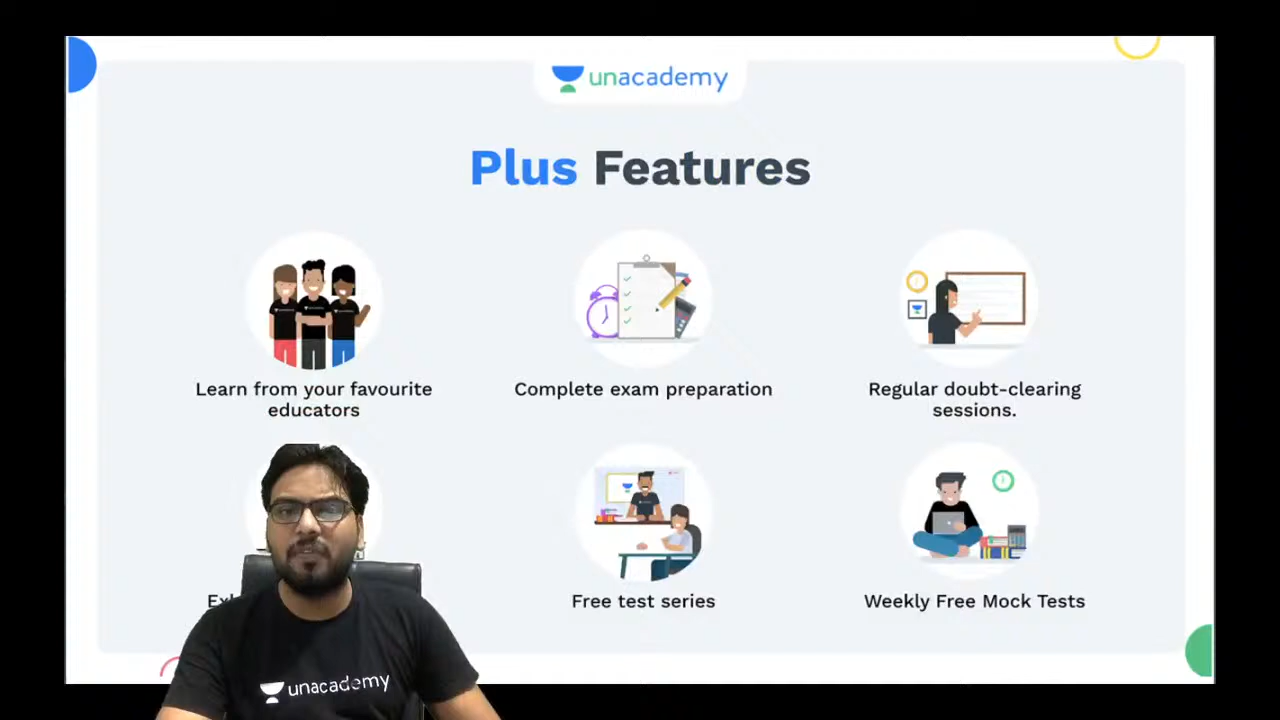 unacademy
Plus Features
Learn from your favourite
educators
Complete exam preparation
Regular doubt-clearing
sessions.
Free test series
Weekly Free Mock Tests
unacademy